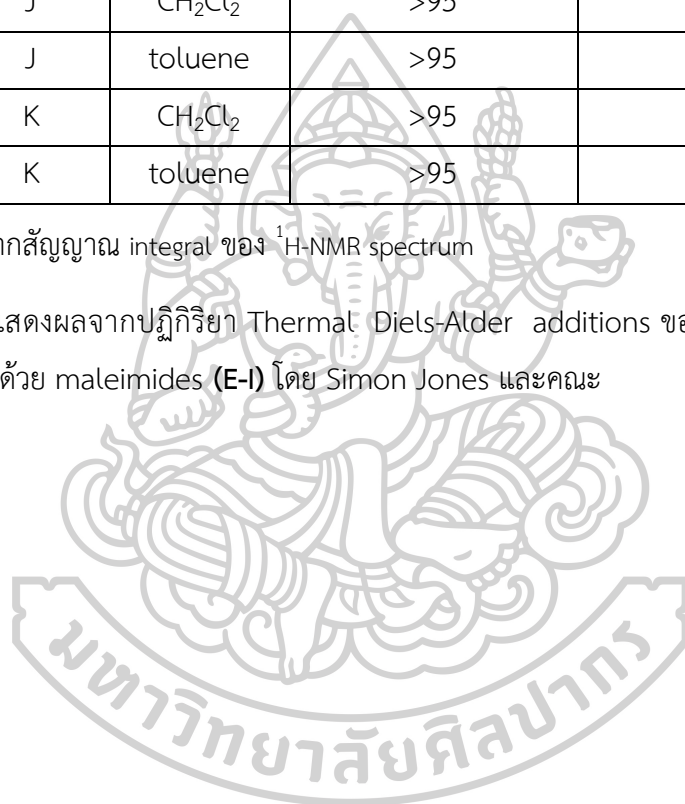 J CH₂Cl₂ >95
J toluene >95
K CH₂Cl₂ >95
K toluene >95
ากสัญญาณ integral ของ ¹H-NMR spectrum
แสดงผลจากปฏิกิริยา Thermal Diels-Alder additions ขอ
ด้วย maleimides (E-I) โดย Simon Jones และคณะ
มหาวิทยาลัยศิลปากร